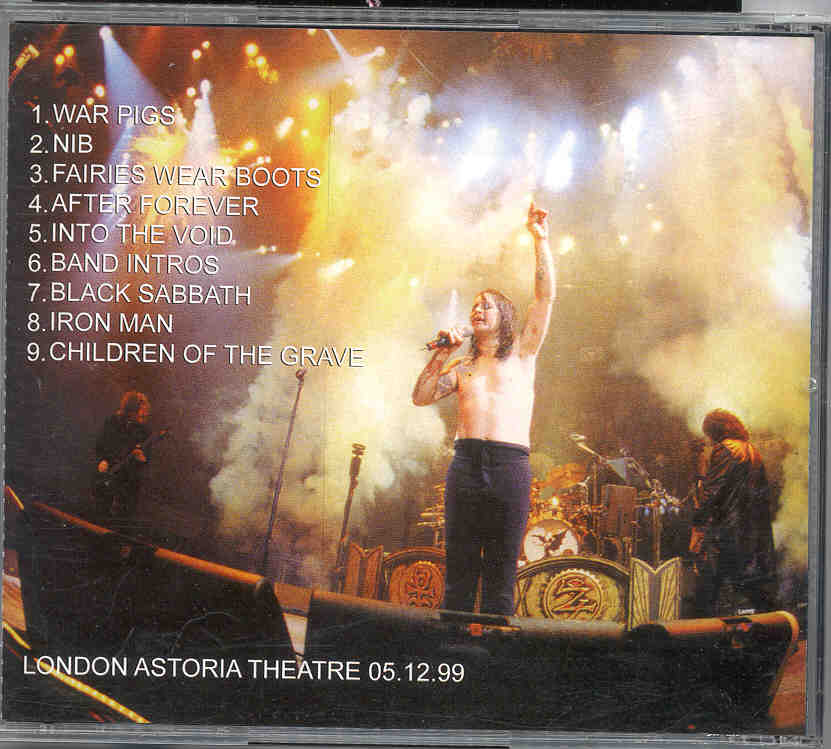 1. WAR PIGS
2. NIB
3. FAIRIES WEAR BOOTS
4. AFTER FOREVER
5. INTO THE VOID
6. BAND INTROS
7. BLACK SABBATH
8. IRON MAN
9. CHILDREN OF THE GRAVE
LONDON ASTORIA THEATRE 05.12.99